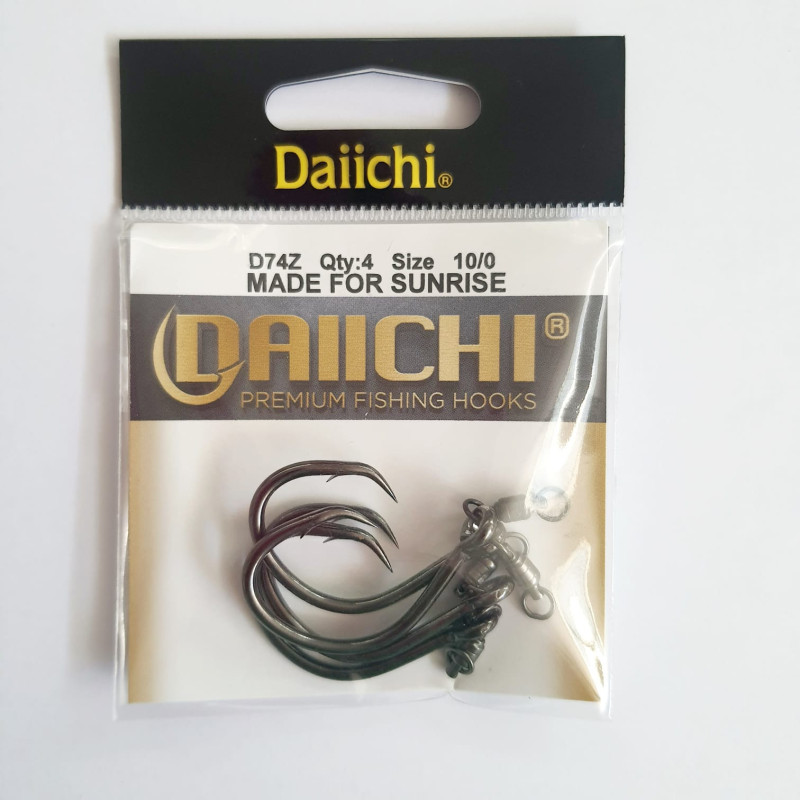 Daiichi®
D74Z Qty:4 Size 10/0
MADE FOR SUNRISE
DAIICHI®
PREMIUM FISHING HOOKS